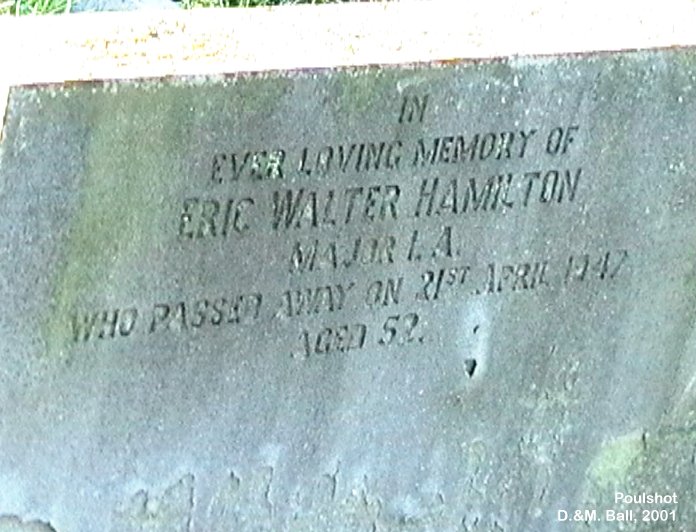 IN
EVER LOVING MEMORY OF
ERIC WALTER HAMILTON
MAJOR I.A.
WHO PASSED AWAY ON 21ST APRIL 1947
AGED 52.
Poulshot
D.&M. Ball, 2001